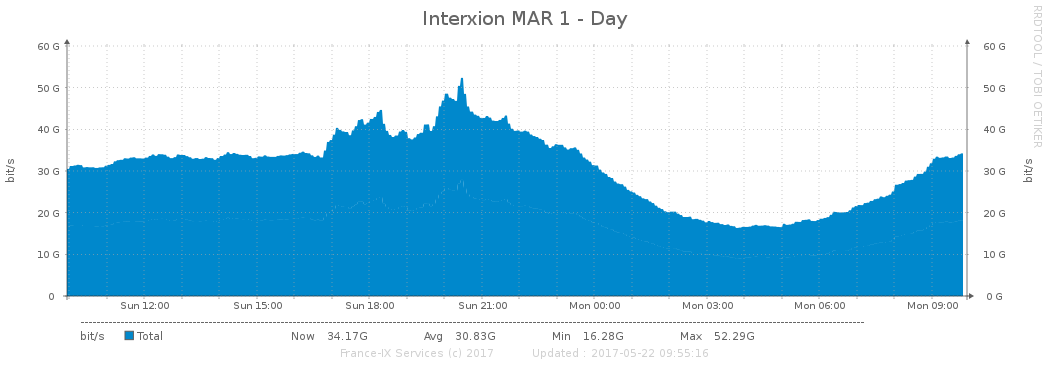 Interxion MAR 1 - Day
RRDTOOL / TOBI OETIKER
60 G 60 G
50 G 50 G
40 G 40 G
30 G 30 G
20 G 20 G
10 G 10 G
0 0 G
bit/s
bit/s
Sun 12:00 Sun 15:00 Sun 18:00 Sun 21:00 Mon 00:00 Mon 03:00 Mon 06:00 Mon 09:00
bit/s Total Now 34.17G Avg 30.83G Min 16.28G Max 52.29G
France-IX Services (c) 2017 Updated : 2017-05-22 09:55:16